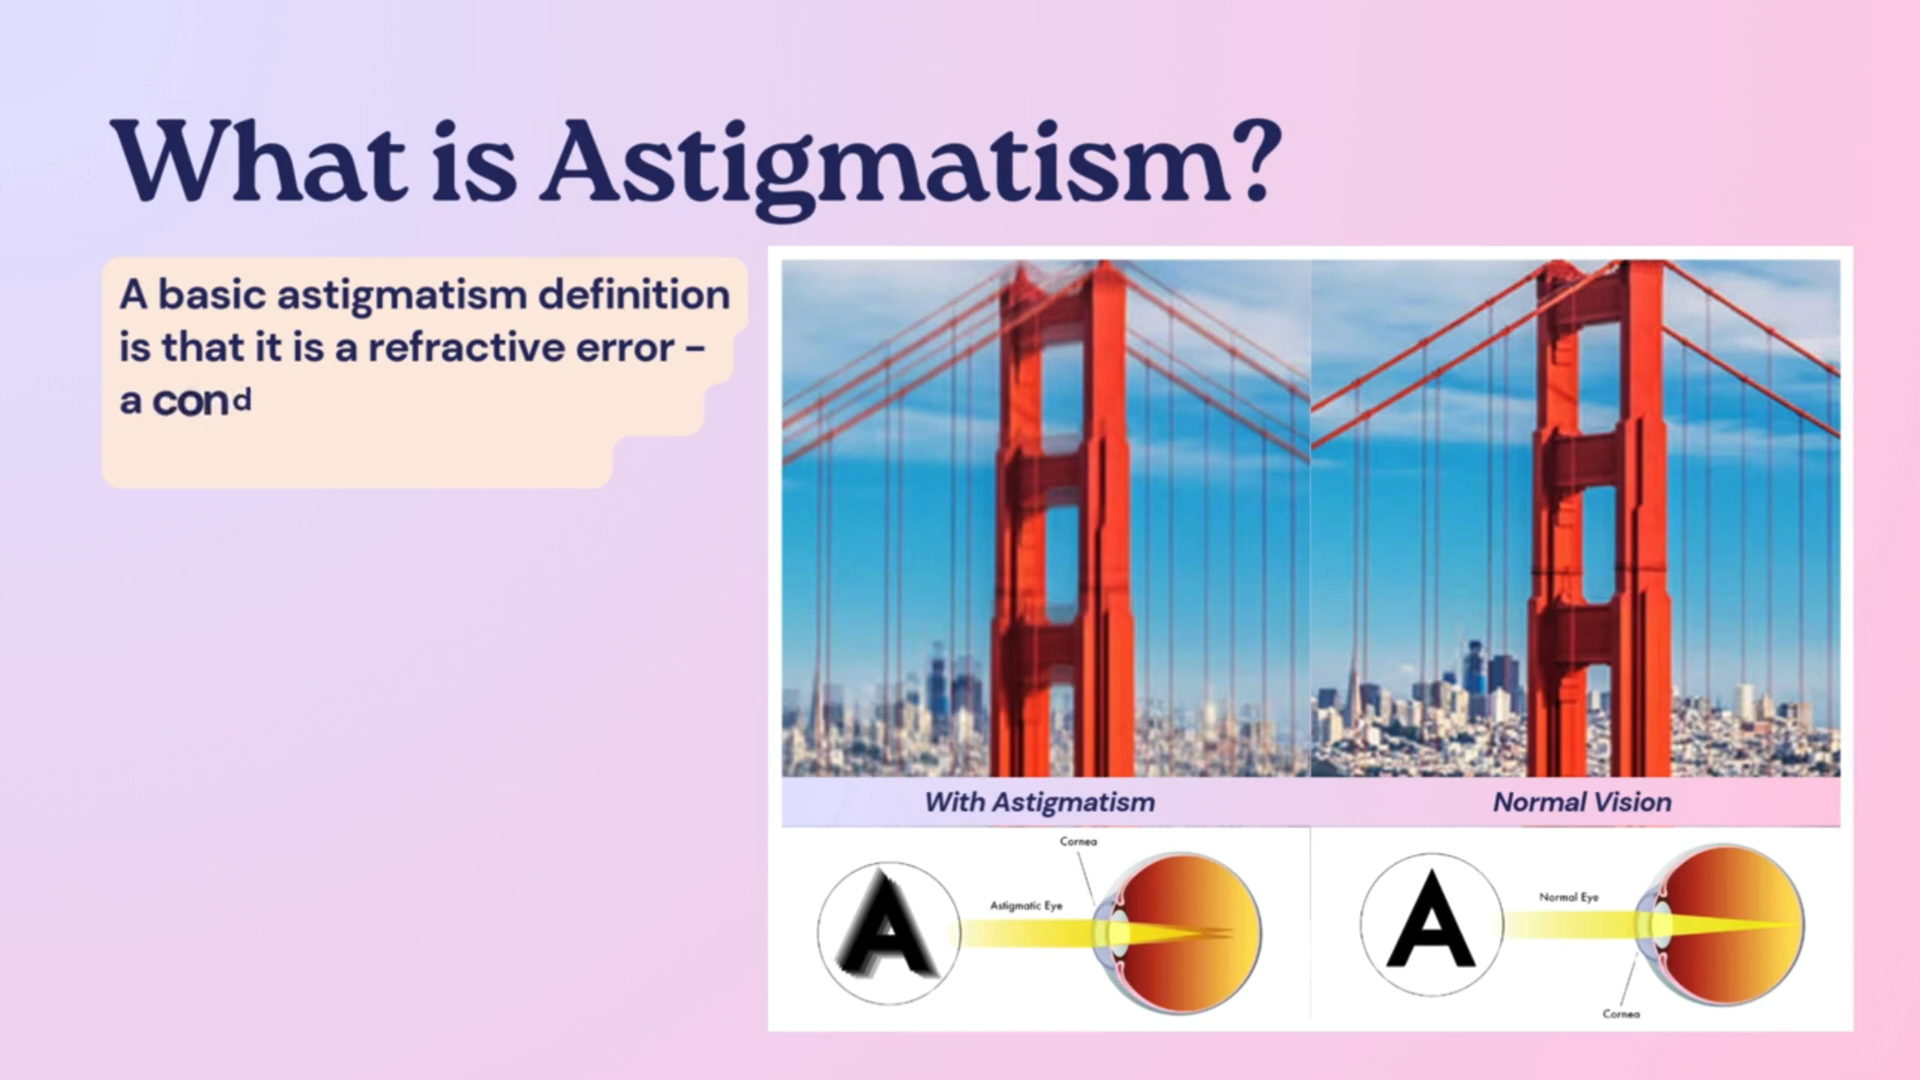 What is Astigmatism?
A basic astigmatism definition
is that it is a refractive error -
a cond
With Astigmatism
Normal Vision
Cornea
A
Astigmatic Eye
A
Normal Eye
Cornea